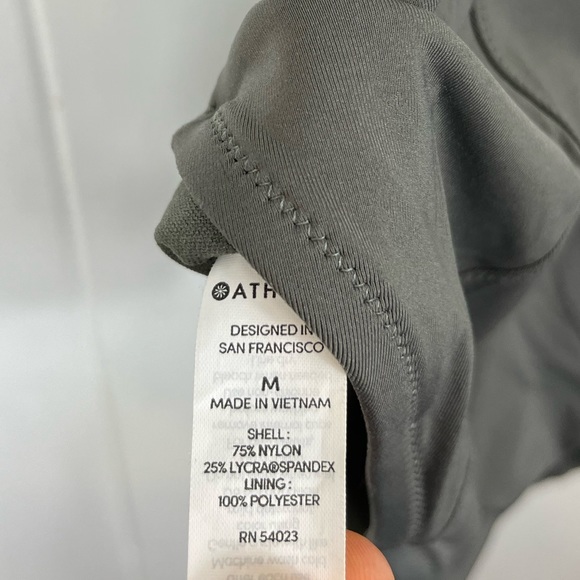 ATH
DESIGNED IN
SAN FRANCISCO
M
MADE IN VIETNAM
SHELL :
75% NYLON
25% LYCRA®SPANDEX
LINING :
100% POLYESTER
RN 54023